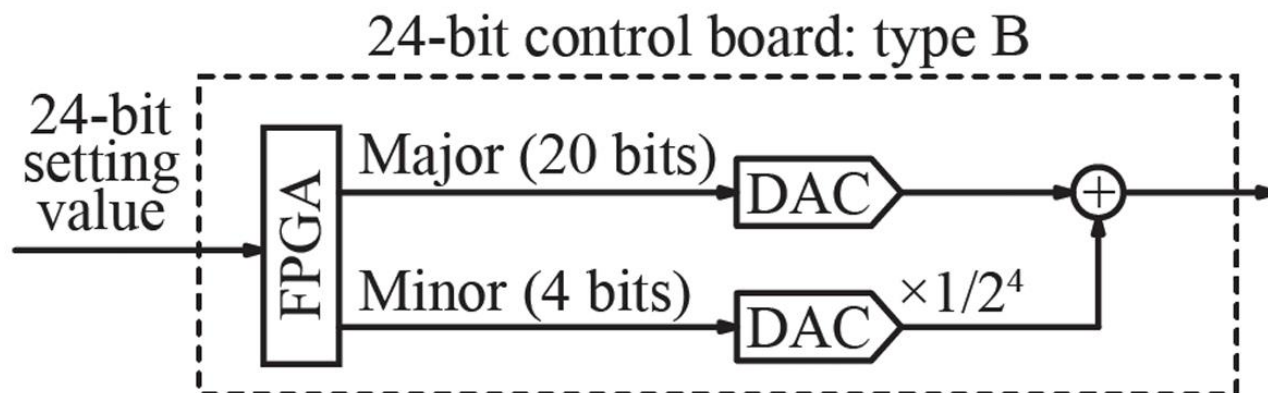 24-bit control board: type B
24-bit
setting
value
FPGA
Major (20 bits)
DAC
+
Minor (4 bits)
DAC
×1/2⁴